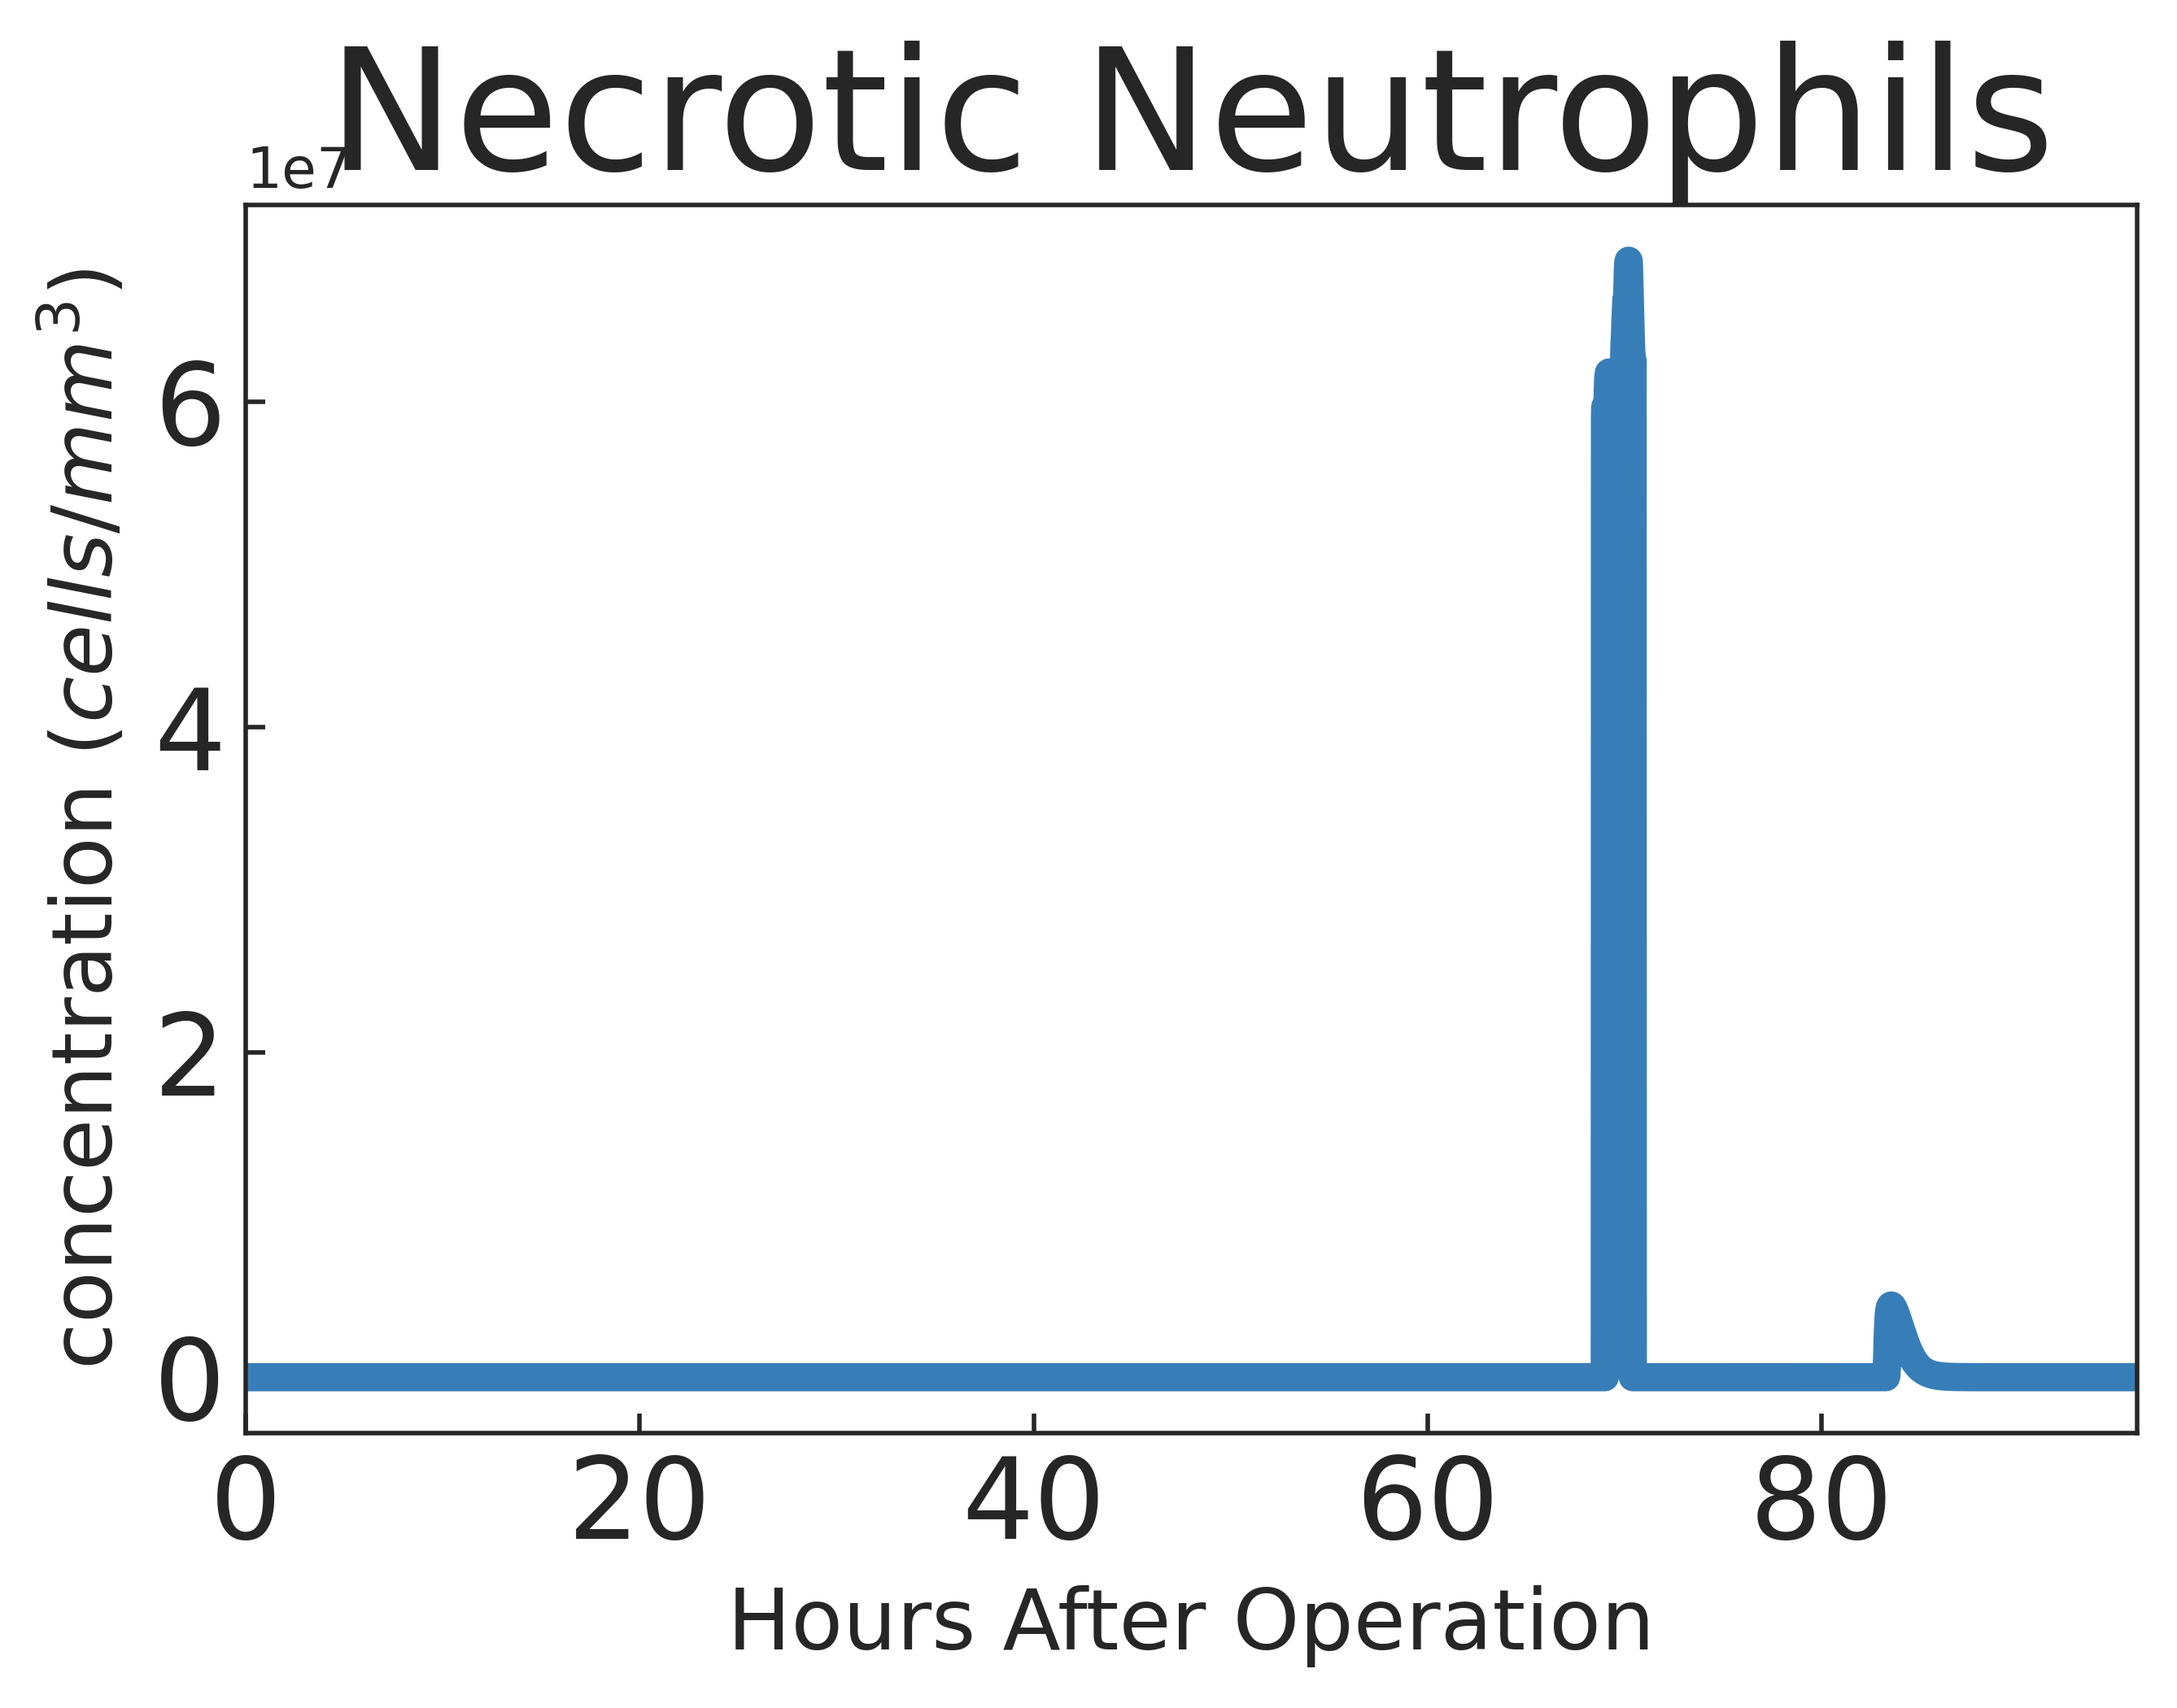 Necrotic Neutrophils
1e7
concentration (cells/mm³)
6
4
2
0
0 20 40 60 80
Hours After Operation